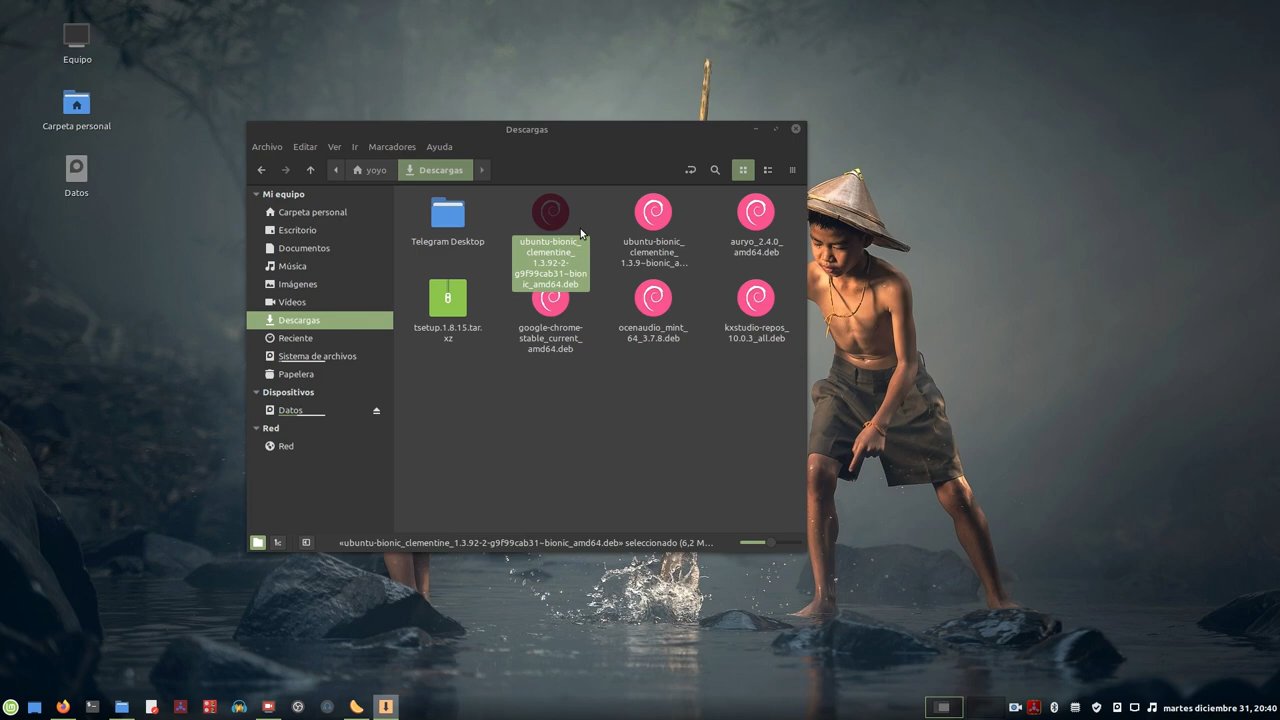 Equipo
Carpeta personal
Datos
Descargas
Archivo Editar Ver Ir Marcadores Ayuda
yoyo Descargas
Mi equipo
Carpeta personal
Escritorio
Documentos
Música
Imágenes
Vídeos
Descargas
Reciente
Sistema de archivos
Papelera
Dispositivos
Datos
Red
Red
Telegram Desktop
ubuntu-bionic_
clementine_
1.3.92-2-
g9f99cab31~bion
ic_amd64.deb
ubuntu-bionic_
clementine_
1.3.9~bionic_a...
auryo_2.4.0_
amd64.deb
tsetup.1.8.15.tar.
xz
google-chrome-
stable_current_
amd64.deb
ocenaudio_mint_
64_3.7.8.deb
kxstudio-repos_
10.0.3_all.deb
«ubuntu-bionic_clementine_1.3.92-2-g9f99cab31~bionic_amd64.deb» seleccionado (6,2 M...
martes diciembre 31, 20:40